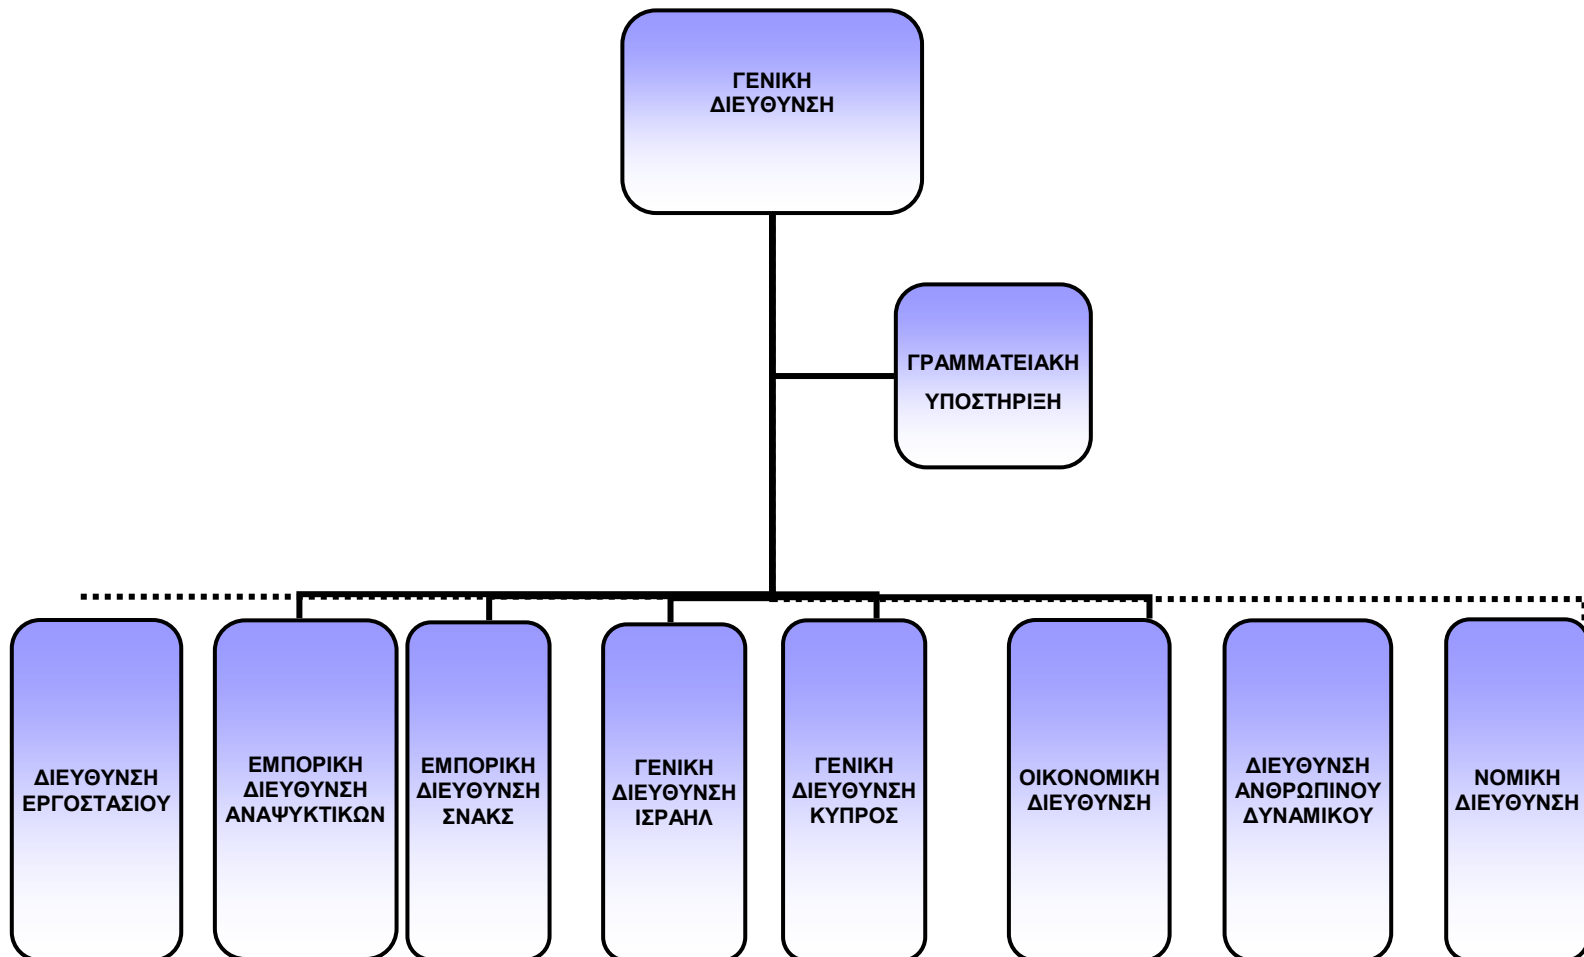 ΓΕΝΙΚΗ
ΔΙΕΥΘΥΝΣΗ
ΓΡΑΜΜΑΤΕΙΑΚΗ
ΥΠΟΣΤΗΡΙΞΗ
ΔΙΕΥΘΥΝΣΗ
ΕΡΓΟΣΤΑΣΙΟΥ
ΕΜΠΟΡΙΚΗ
ΔΙΕΥΘΥΝΣΗ
ΑΝΑΨΥΚΤΙΚΩΝ
ΕΜΠΟΡΙΚΗ
ΔΙΕΥΘΥΝΣΗ
ΣΝΑΚΣ
ΓΕΝΙΚΗ
ΔΙΕΥΘΥΝΣΗ
ΙΣΡΑΗΛ
ΓΕΝΙΚΗ
ΔΙΕΥΘΥΝΣΗ
ΚΥΠΡΟΣ
ΟΙΚΟΝΟΜΙΚΗ
ΔΙΕΥΘΥΝΣΗ
ΔΙΕΥΘΥΝΣΗ
ΑΝΘΡΩΠΙΝΟΥ
ΔΥΝΑΜΙΚΟΥ
ΝΟΜΙΚΗ
ΔΙΕΥΘΥΝΣΗ